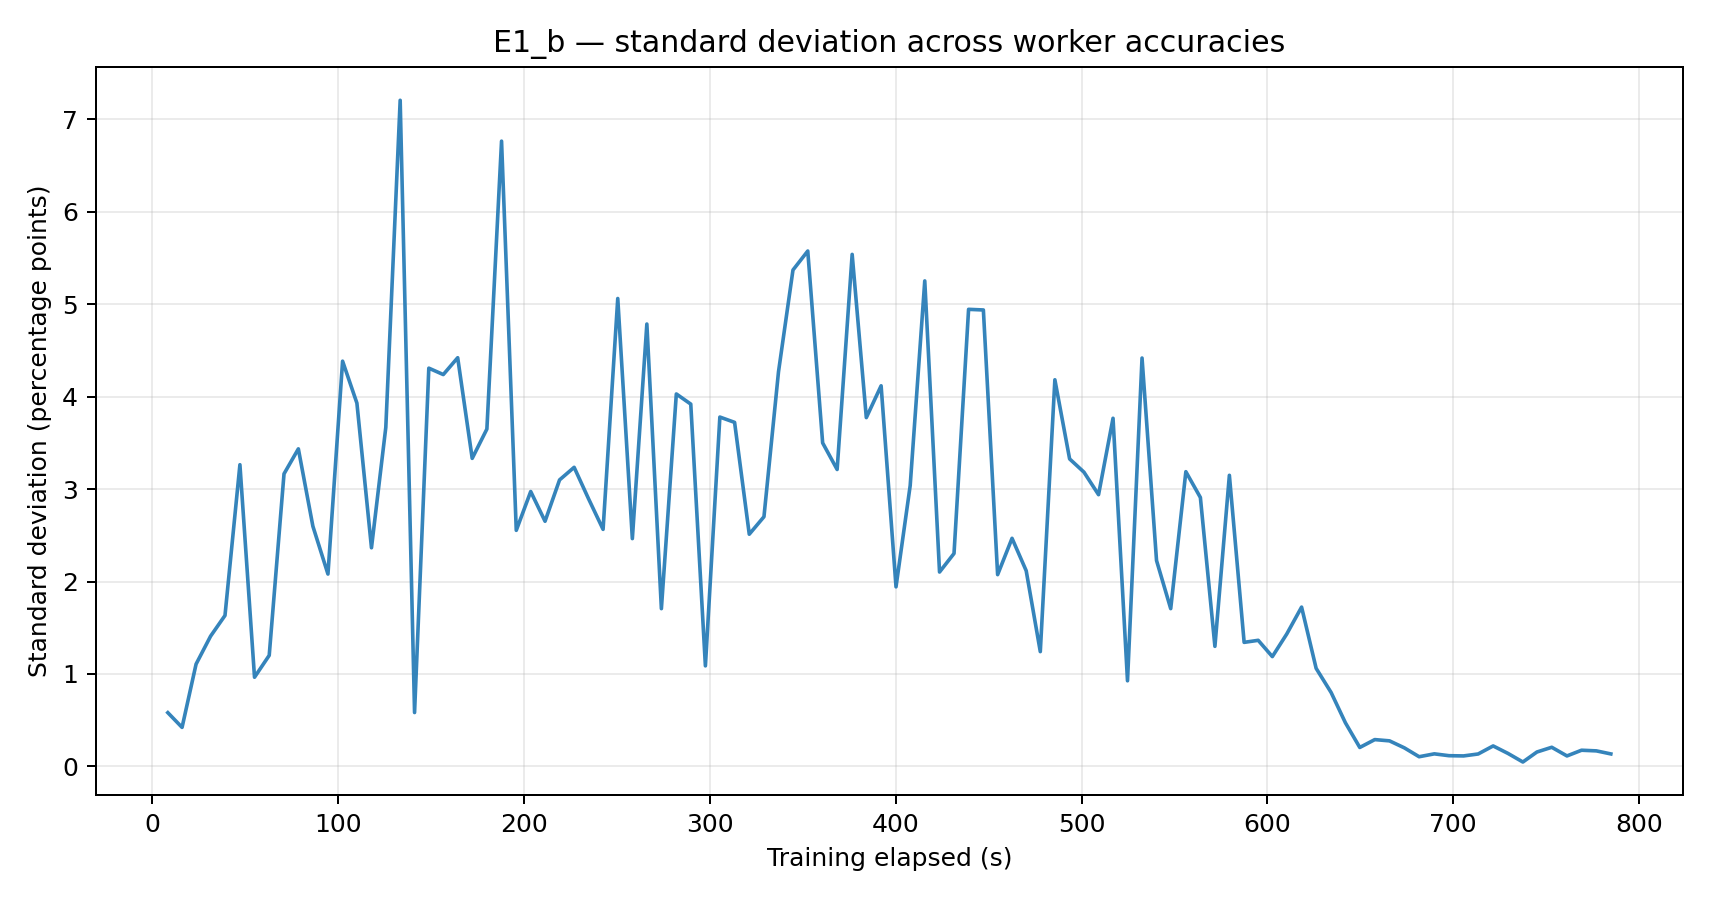 E1_b — standard deviation across worker accuracies
Standard deviation (percentage points)
7
6
5
4
3
2
1
0
0 100 200 300 400 500 600 700 800
Training elapsed (s)